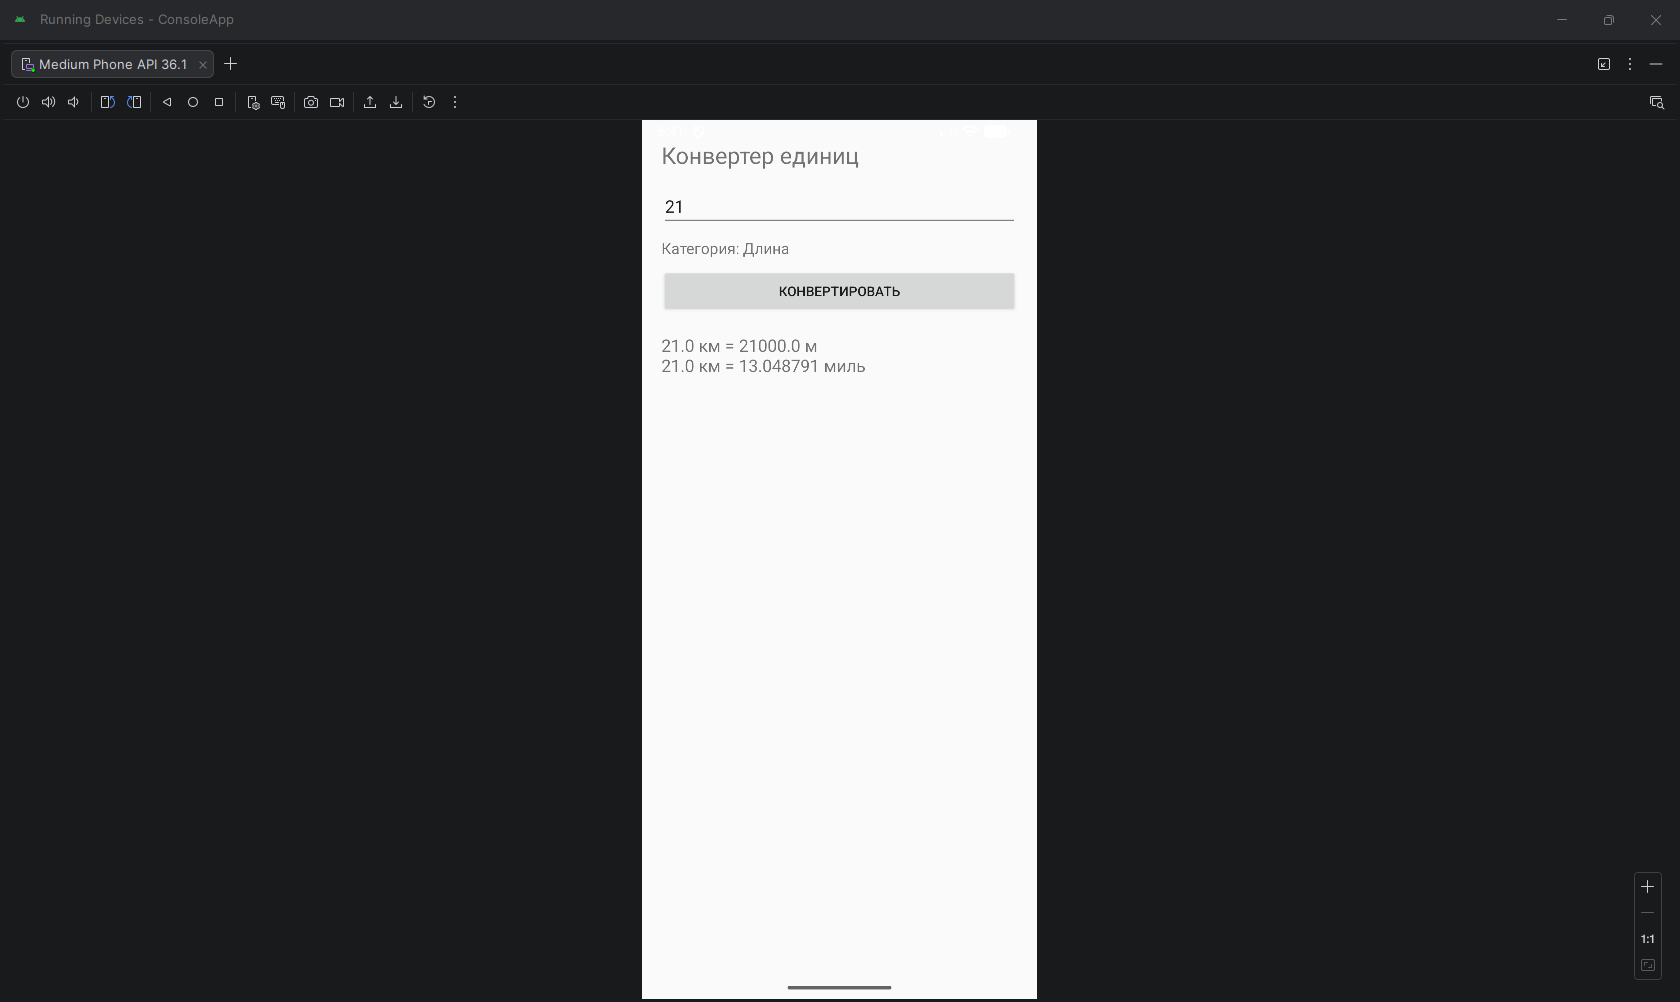 Running Devices - ConsoleApp
Medium Phone API 36.1
Конвертер единиц
21
Категория: Длина
КОНВЕРТИРОВАТЬ
21.0 км = 21000.0 м
21.0 км = 13.048791 миль
1:1